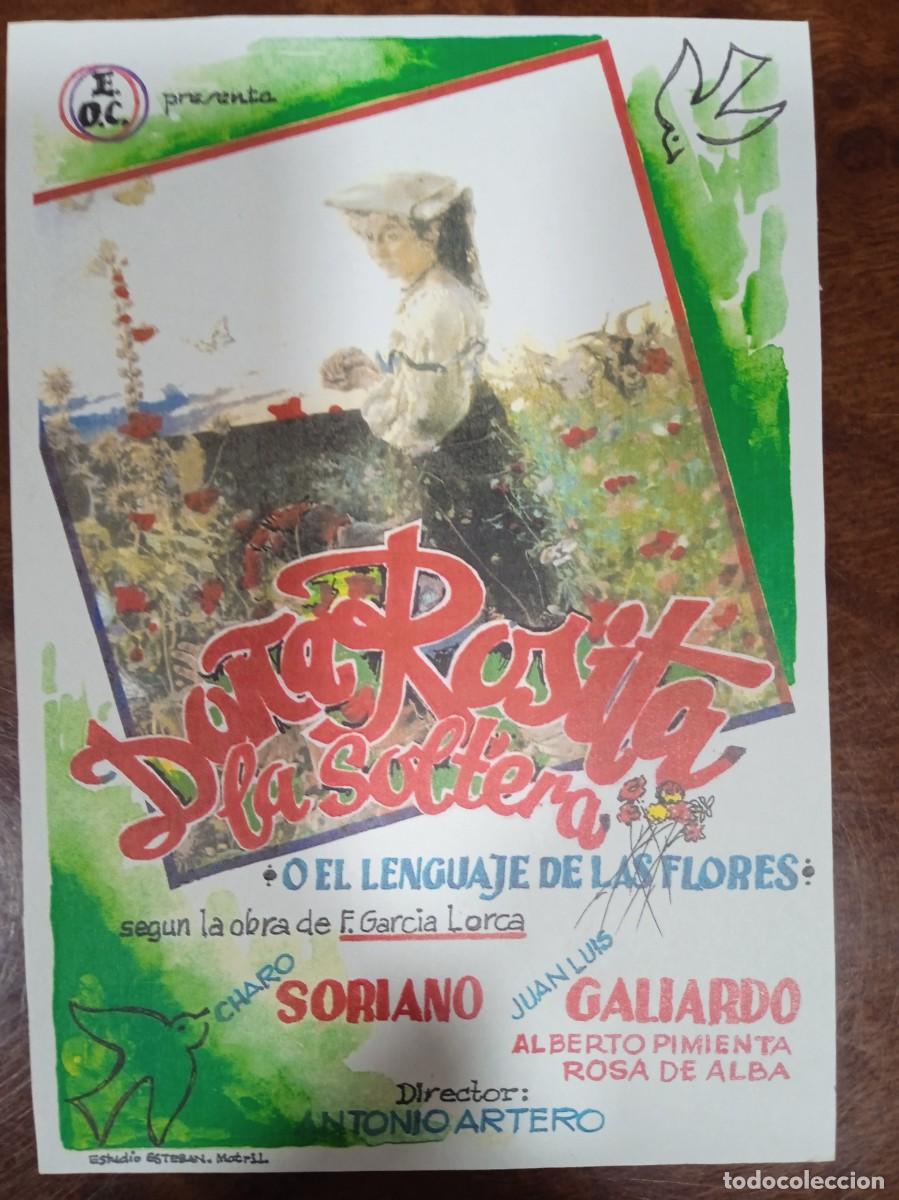 E.
O.C. presenta
Doña Rosita
la Soltera
O EL LENGUAJE DE LAS FLORES
segun la obra de F. Garcia Lorca
CHARO SORIANO JUAN LUIS GALIARDO
ALBERTO PIMIENTA
ROSA DE ALBA
Director:
ANTONIO ARTERO
Estudio ESTEBAN. Motril
todocoleccion